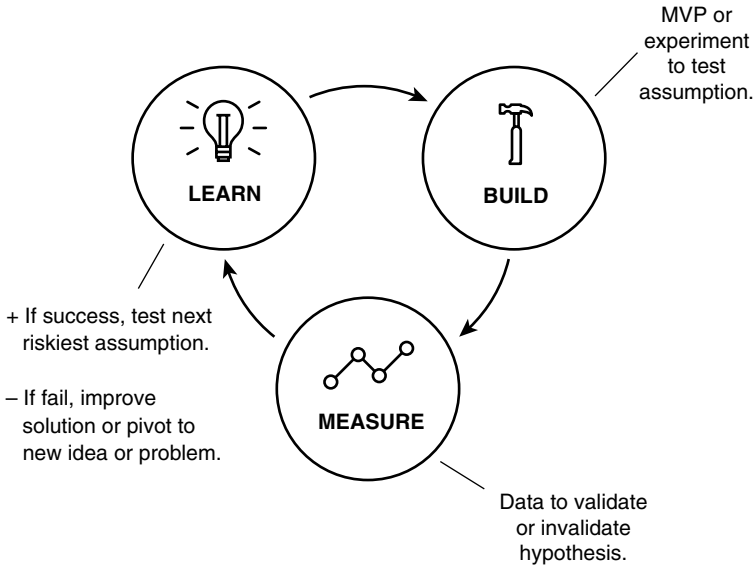 MVP or
experiment
to test
assumption.
LEARN
BUILD
+ If success, test next
riskiest assumption.
– If fail, improve
solution or pivot to
new idea or problem.
MEASURE
Data to validate
or invalidate
hypothesis.